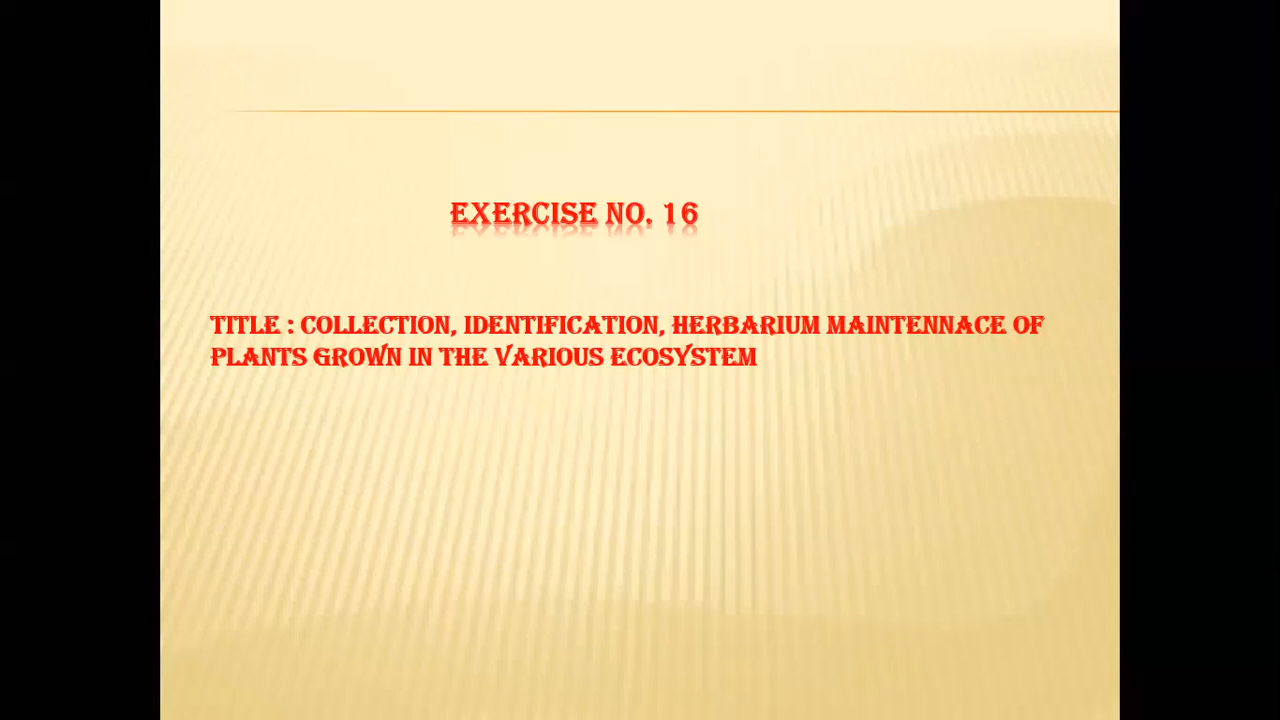 EXERCISE NO. 16
TITLE : COLLECTION, IDENTIFICATION, HERBARIUM MAINTENNACE OF
PLANTS GROWN IN THE VARIOUS ECOSYSTEM